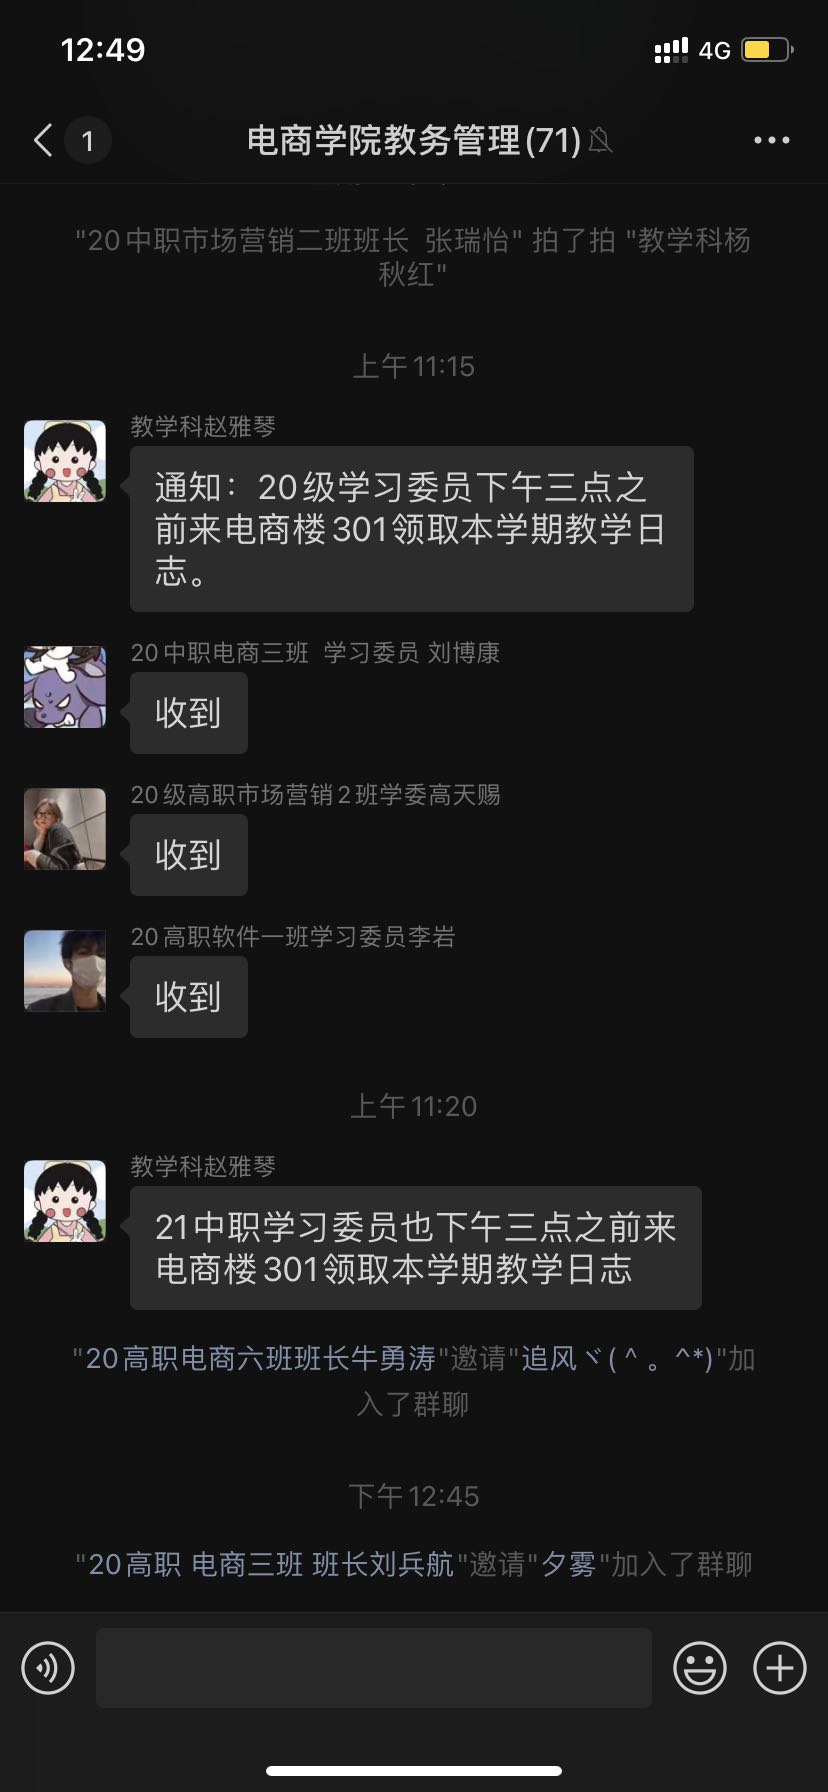 12:49
4G
1
电商学院教务管理(71)
"20中职市场营销二班班长 张瑞怡" 拍了拍 "教学科杨
秋红"
上午11:15
教学科赵雅琴
通知：20级学习委员下午三点之
前来电商楼301领取本学期教学日
志。
20中职电商三班 学习委员 刘博康
收到
20级高职市场营销2班学委高天赐
收到
20高职软件一班学习委员李岩
收到
上午11:20
教学科赵雅琴
21中职学习委员也下午三点之前来
电商楼301领取本学期教学日志
"20高职电商六班班长牛勇涛"邀请"追风ヾ(＾。^*)"加
入了群聊
下午12:45
"20高职 电商三班 班长刘兵航"邀请"夕雾"加入了群聊